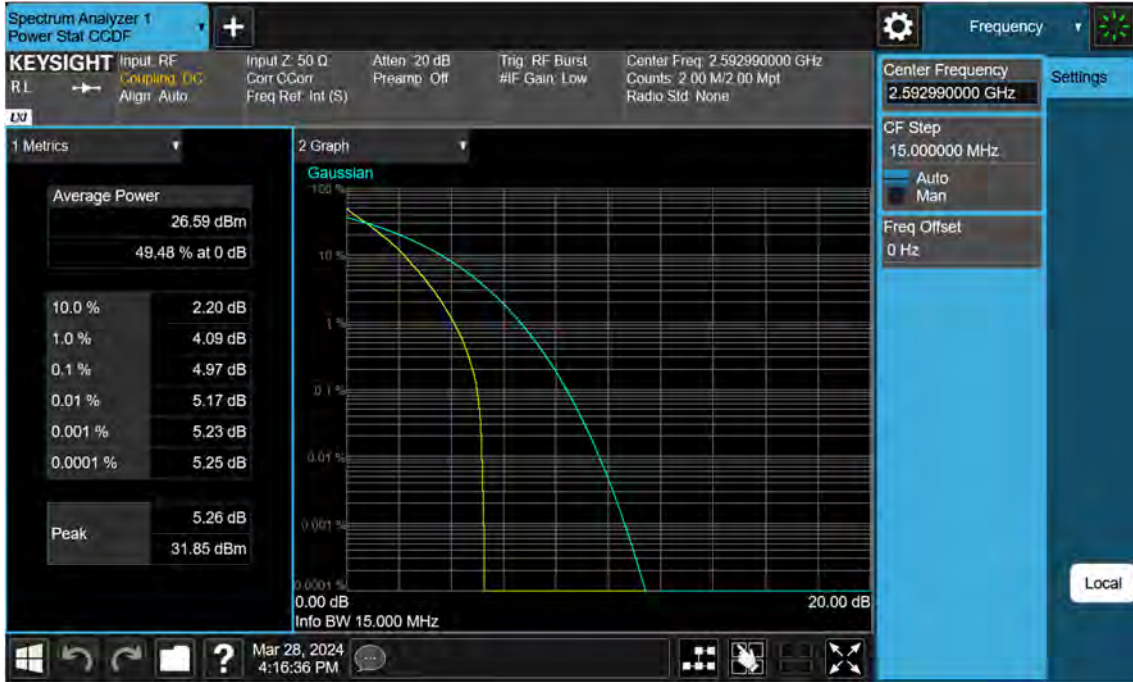 Spectrum Analyzer 1
Power Stat CCDF
+
Frequency
KEYSIGHT
R L
LXI
Input: RF
Coupling: DC
Align: Auto
Input Z: 50 Ω
Corr CCorr
Freq Ref: Int (S)
Atten: 20 dB
Preamp: Off
Trig: RF Burst
#IF Gain: Low
Center Freq: 2.592990000 GHz
Counts: 2.00 M/2.00 Mpt
Radio Std: None
Center Frequency
2.592990000 GHz
Settings
CF Step
15.000000 MHz
Auto
Man
Freq Offset
0 Hz
1 Metrics
Average Power
26.59 dBm
49.48 % at 0 dB
10.0 % 2.20 dB
1.0 % 4.09 dB
0.1 % 4.97 dB
0.01 % 5.17 dB
0.001 % 5.23 dB
0.0001 % 5.25 dB
Peak
5.26 dB
31.85 dBm
2 Graph
Gaussian
100 %
10 %
1 %
0.1 %
0.01 %
0.001 %
0.0001 %
0.00 dB 20.00 dB
Info BW 15.000 MHz
Local
?
Mar 28, 2024
4:16:36 PM